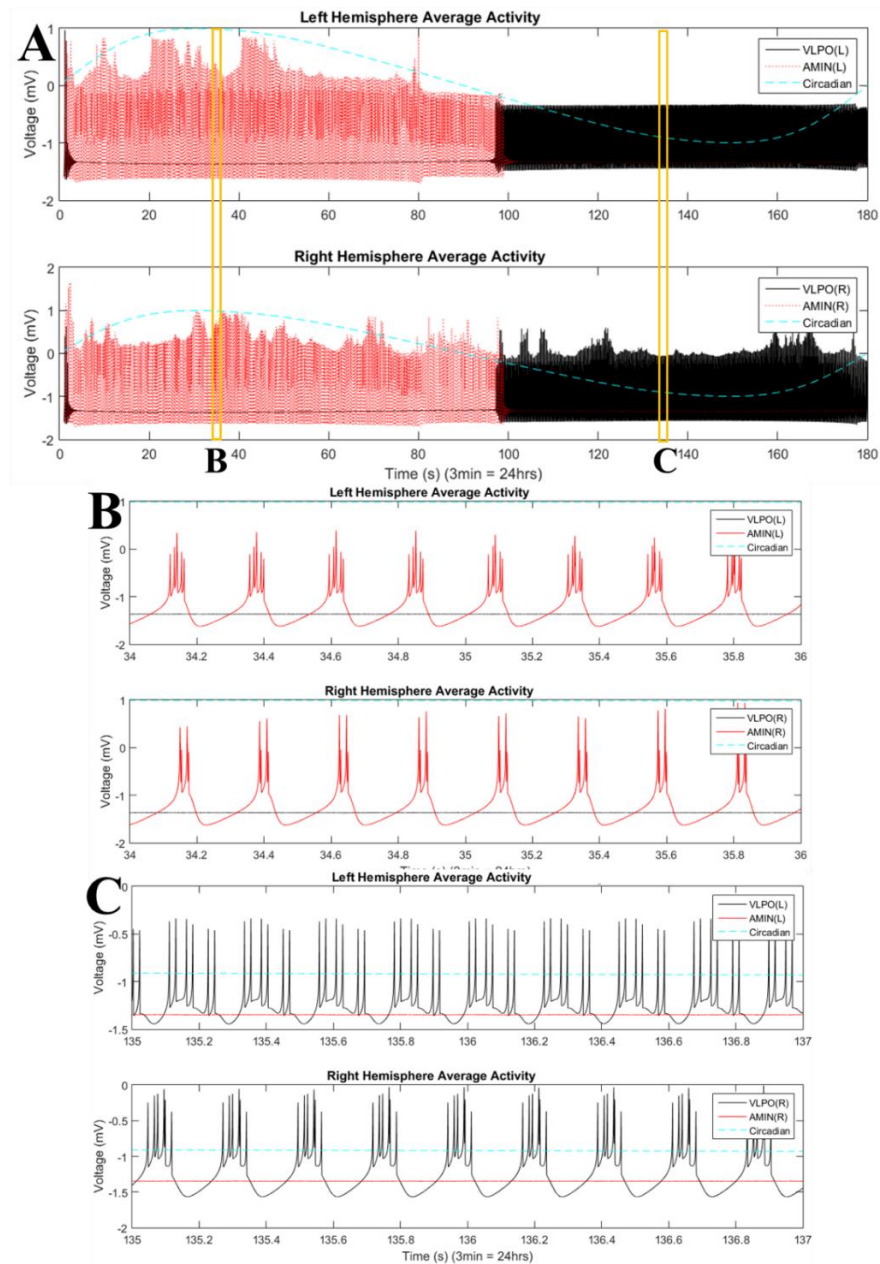 A
Left Hemisphere Average Activity
Voltage (mV)
1
0
-1
-2
0 20 40 60 80 100 120 140 160 180
VLPO(L)
AMIN(L)
Circadian
Right Hemisphere Average Activity
Voltage (mV)
2
1
0
-1
-2
0 20 40 60 80 100 120 140 160 180
VLPO(R)
AMIN(R)
Circadian
B
C
Time (s) (3min = 24hrs)
B
Left Hemisphere Average Activity
Voltage (mV)
1
0
-1
-2
34 34.2 34.4 34.6 34.8 35 35.2 35.4 35.6 35.8 36
VLPO(L)
AMIN(L)
Circadian
Right Hemisphere Average Activity
Voltage (mV)
1
0
-1
-2
34 34.2 34.4 34.6 34.8 35 35.2 35.4 35.6 35.8 36
VLPO(R)
AMIN(R)
Circadian
C
Left Hemisphere Average Activity
Voltage (mV)
0
-0.5
-1
-1.5
135 135.2 135.4 135.6 135.8 136 136.2 136.4 136.6 136.8 137
VLPO(L)
AMIN(L)
Circadian
Right Hemisphere Average Activity
Voltage (mV)
0
-0.5
-1
-1.5
-2
135 135.2 135.4 135.6 135.8 136 136.2 136.4 136.6 136.8 137
VLPO(R)
AMIN(R)
Circadian
Time (s) (3min = 24hrs)